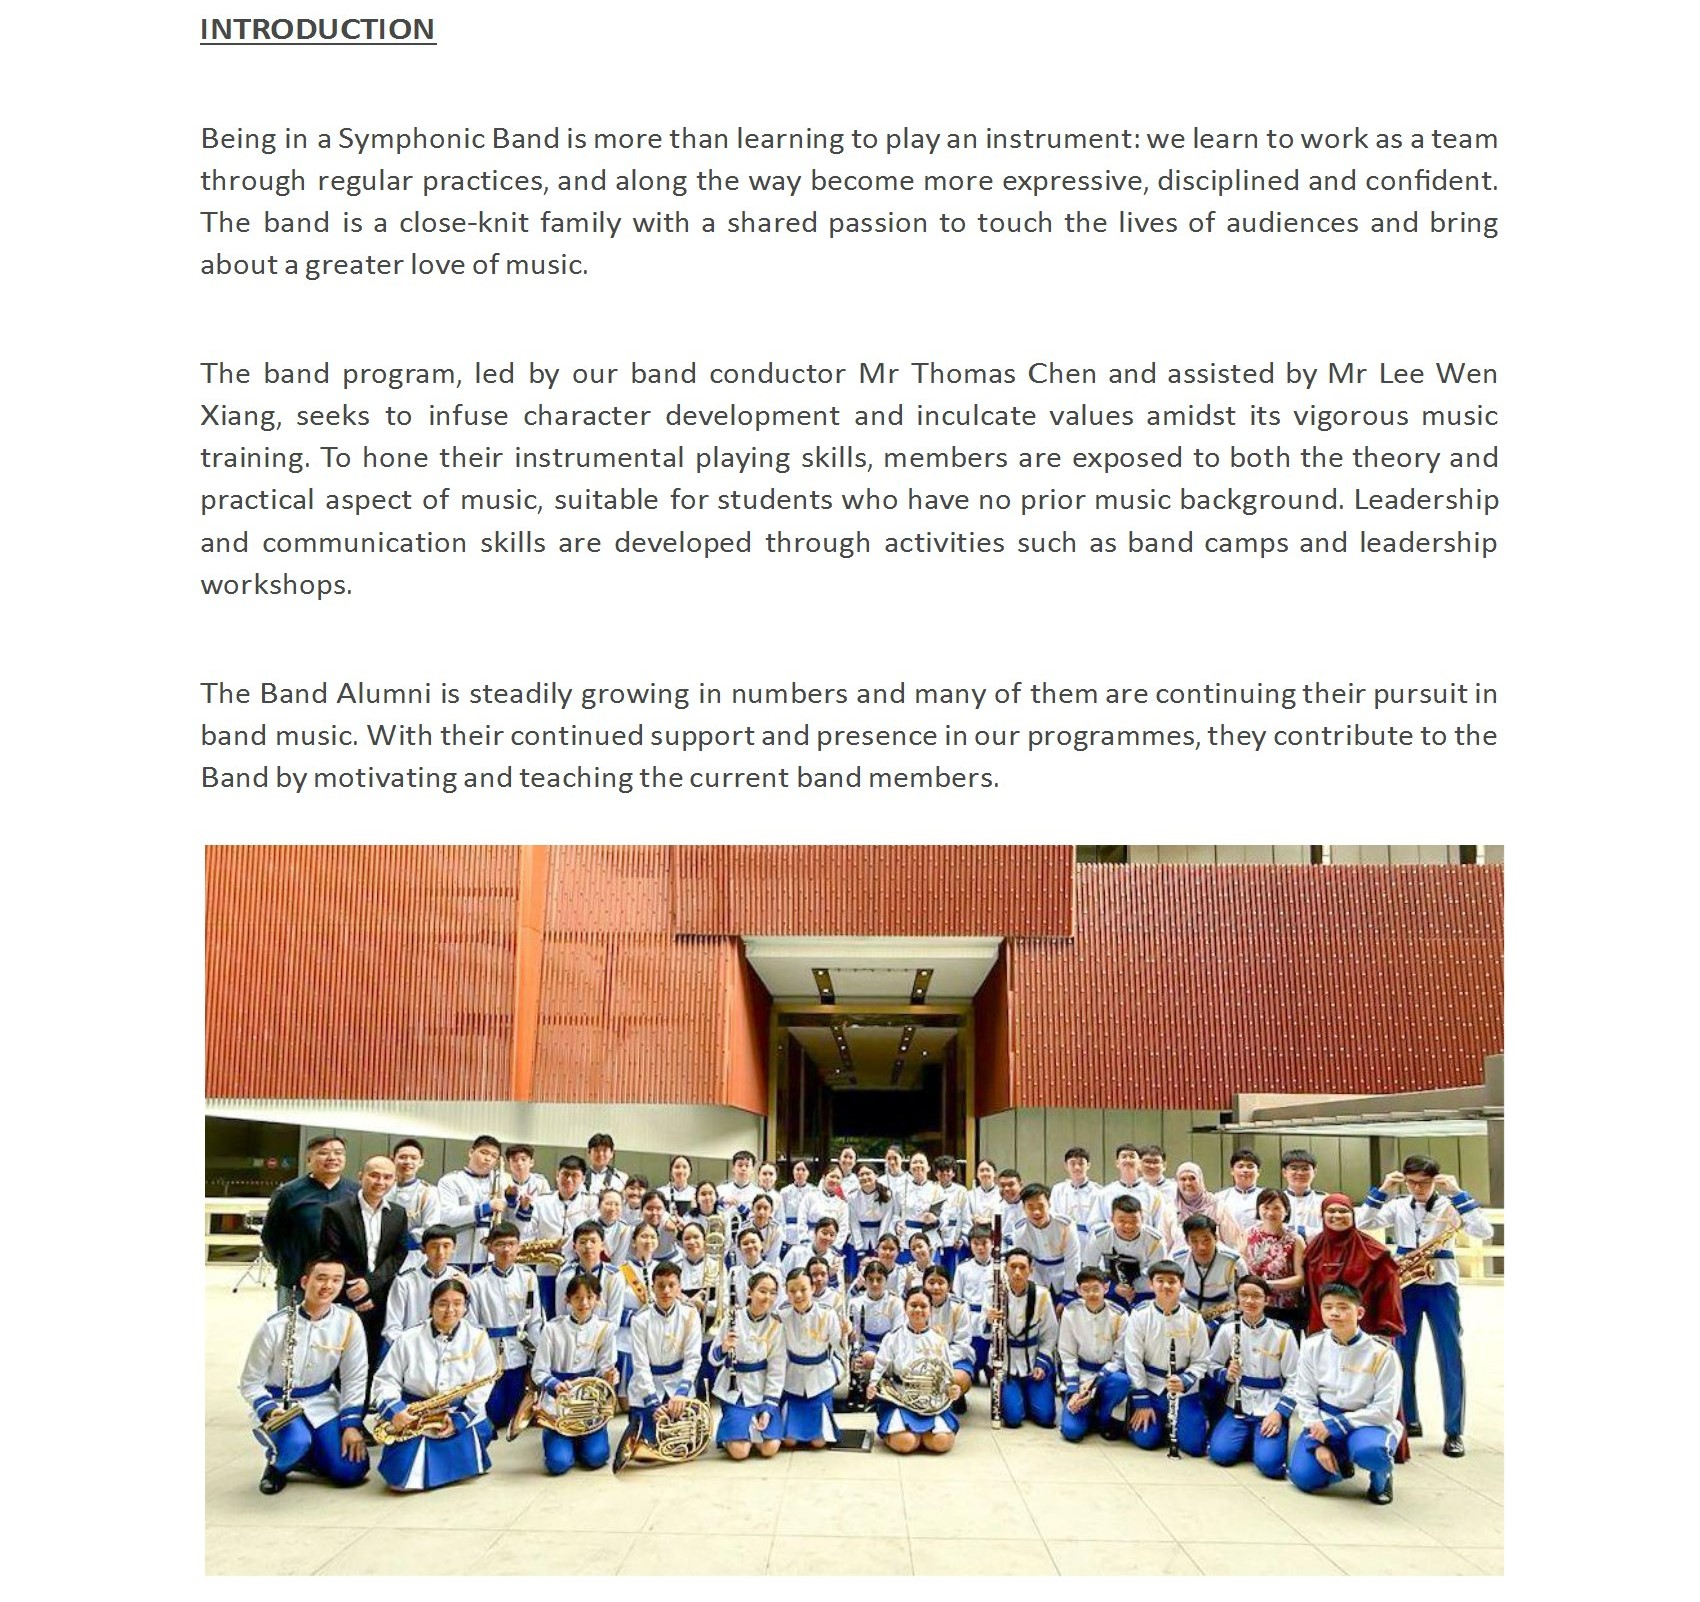 INTRODUCTION
Being in a Symphonic Band is more than learning to play an instrument: we learn to work as a team
through regular practices, and along the way become more expressive, disciplined and confident.
The band is a close-knit family with a shared passion to touch the lives of audiences and bring
about a greater love of music.
The band program, led by our band conductor Mr Thomas Chen and assisted by Mr Lee Wen
Xiang, seeks to infuse character development and inculcate values amidst its vigorous music
training. To hone their instrumental playing skills, members are exposed to both the theory and
practical aspect of music, suitable for students who have no prior music background. Leadership
and communication skills are developed through activities such as band camps and leadership
workshops.
The Band Alumni is steadily growing in numbers and many of them are continuing their pursuit in
band music. With their continued support and presence in our programmes, they contribute to the
Band by motivating and teaching the current band members.